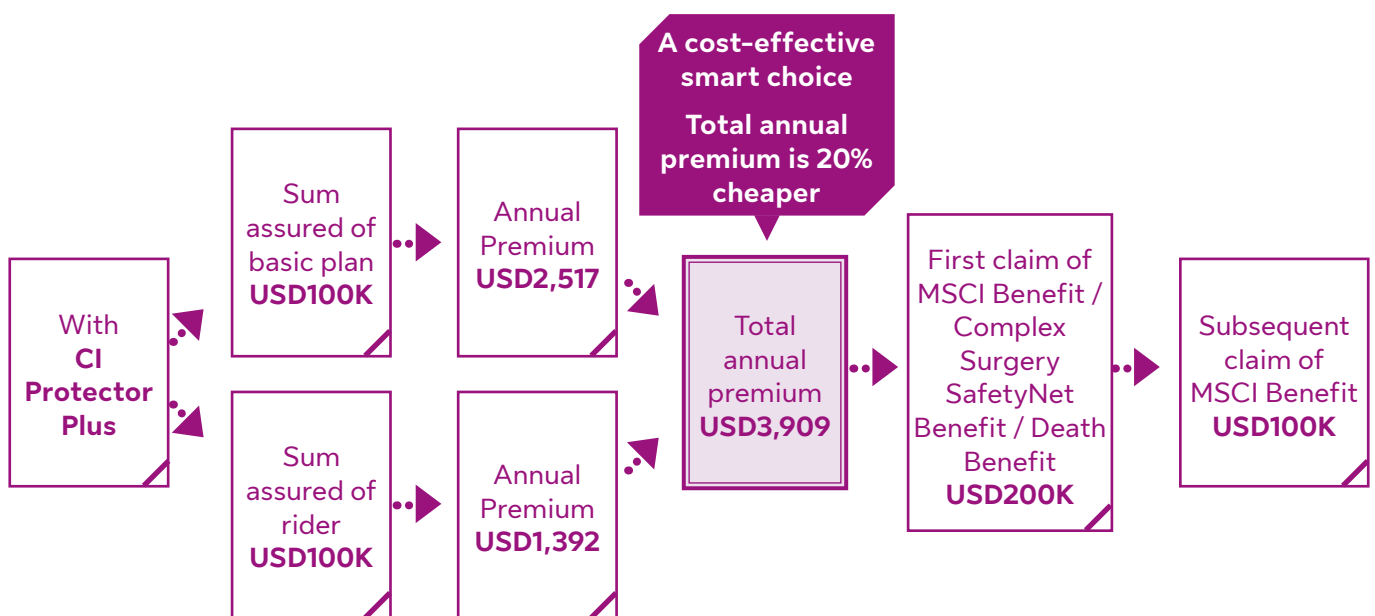 With
CI
Protector
Plus
Sum
assured of
basic plan
USD100K
Annual
Premium
USD2,517
Sum
assured of
rider
USD100K
Annual
Premium
USD1,392
A cost-effective
smart choice
Total annual
premium is 20%
cheaper
Total
annual
premium
USD3,909
First claim of
MSCI Benefit /
Complex
Surgery
SafetyNet
Benefit / Death
Benefit
USD200K
Subsequent
claim of
MSCI Benefit
USD100K